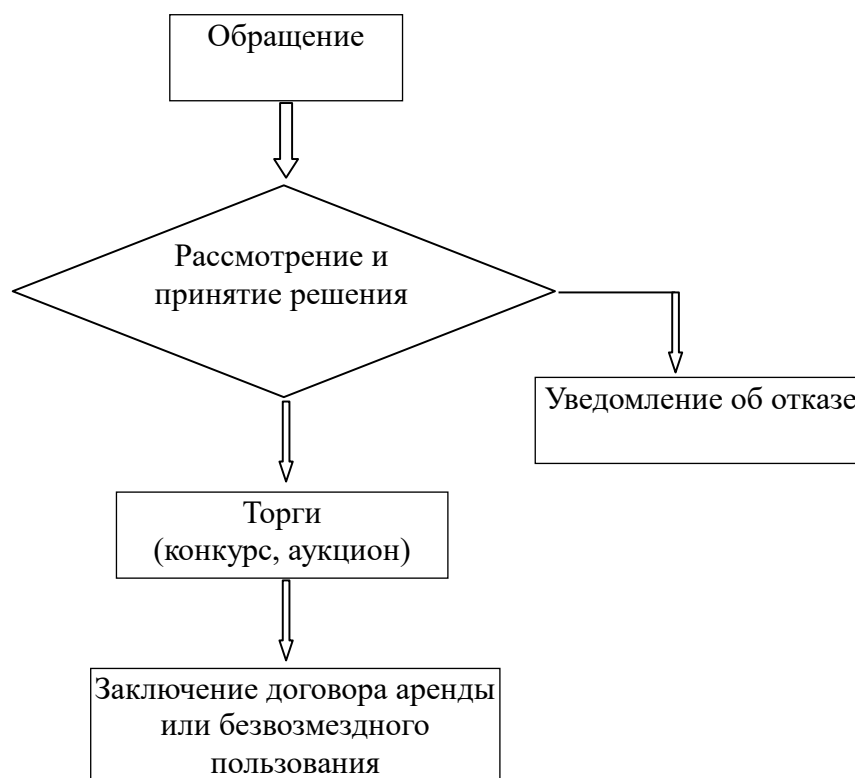 Обращение
Рассмотрение и
принятие решения
Уведомление об отказе
Торги
(конкурс, аукцион)
Заключение договора аренды
или безвозмездного
пользования